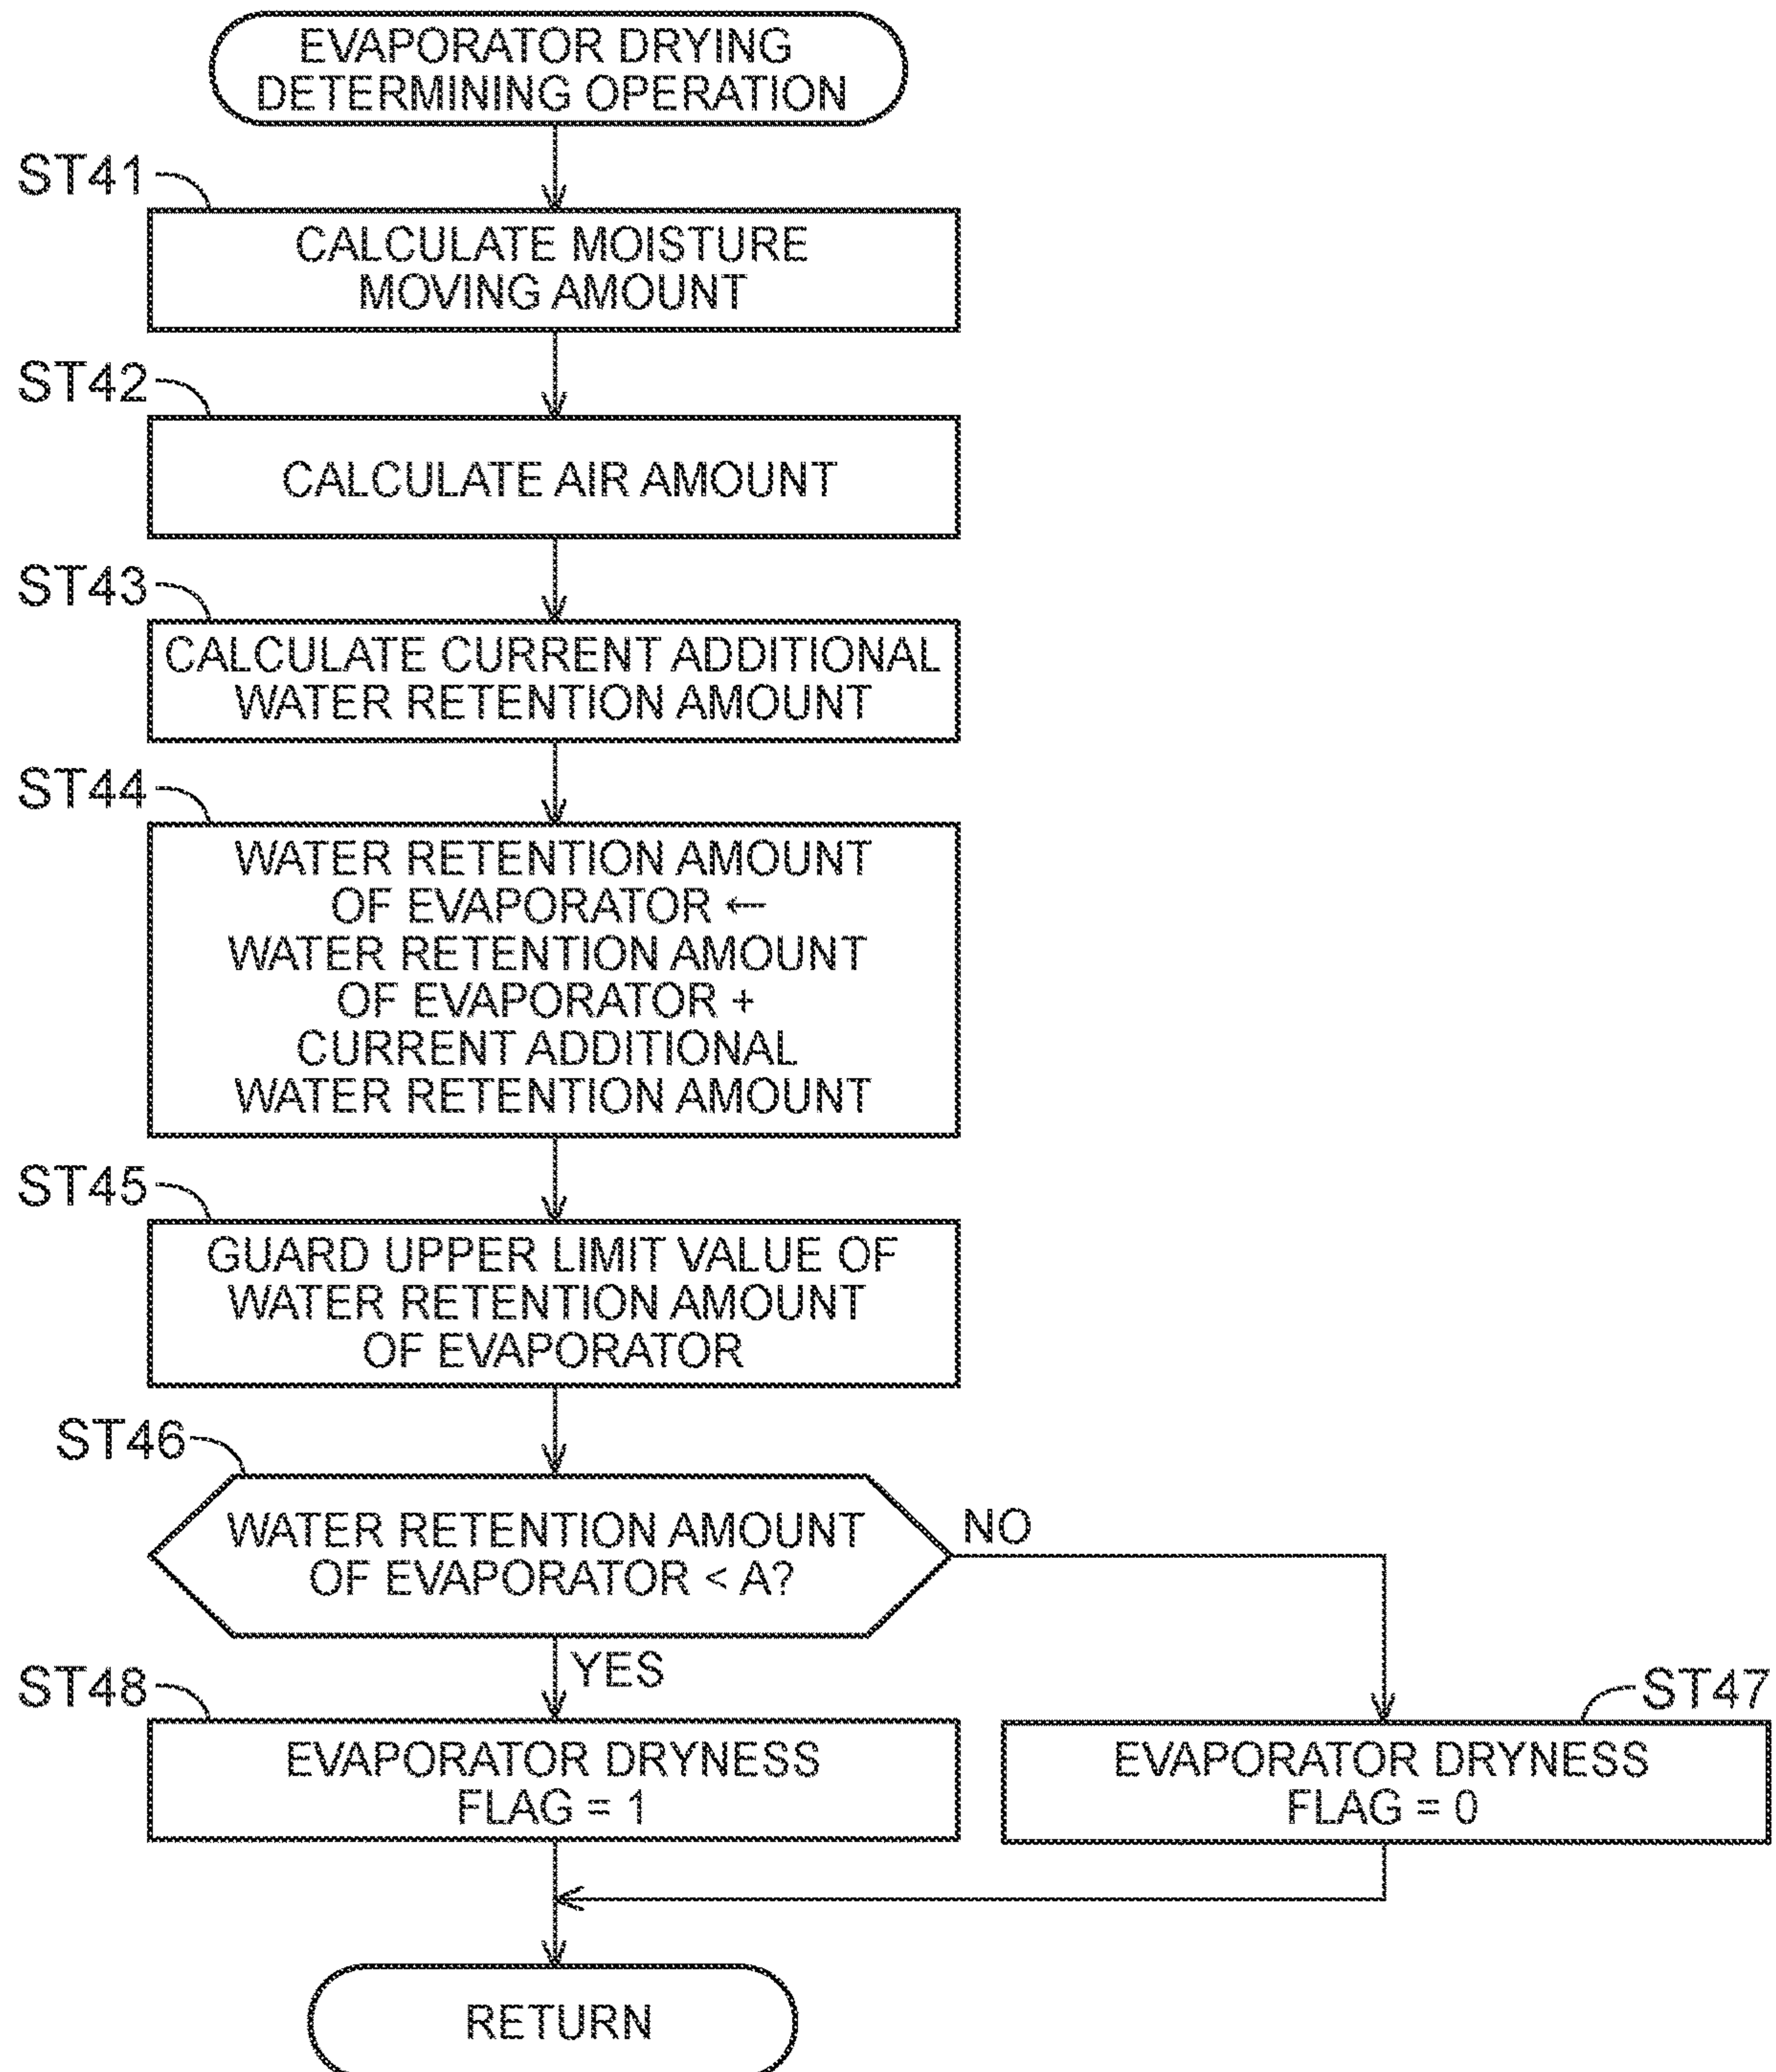 EVAPORATOR DRYING
DETERMINING OPERATION
ST41
CALCULATE MOISTURE
MOVING AMOUNT
ST42
CALCULATE AIR AMOUNT
ST43
CALCULATE CURRENT ADDITIONAL
WATER RETENTION AMOUNT
ST44
WATER RETENTION AMOUNT
OF EVAPORATOR ←
WATER RETENTION AMOUNT
OF EVAPORATOR +
CURRENT ADDITIONAL
WATER RETENTION AMOUNT
ST45
GUARD UPPER LIMIT VALUE OF
WATER RETENTION AMOUNT
OF EVAPORATOR
ST46
WATER RETENTION AMOUNT
OF EVAPORATOR < A?
NO
YES
ST48
EVAPORATOR DRYNESS
FLAG = 1
ST47
EVAPORATOR DRYNESS
FLAG = 0
RETURN